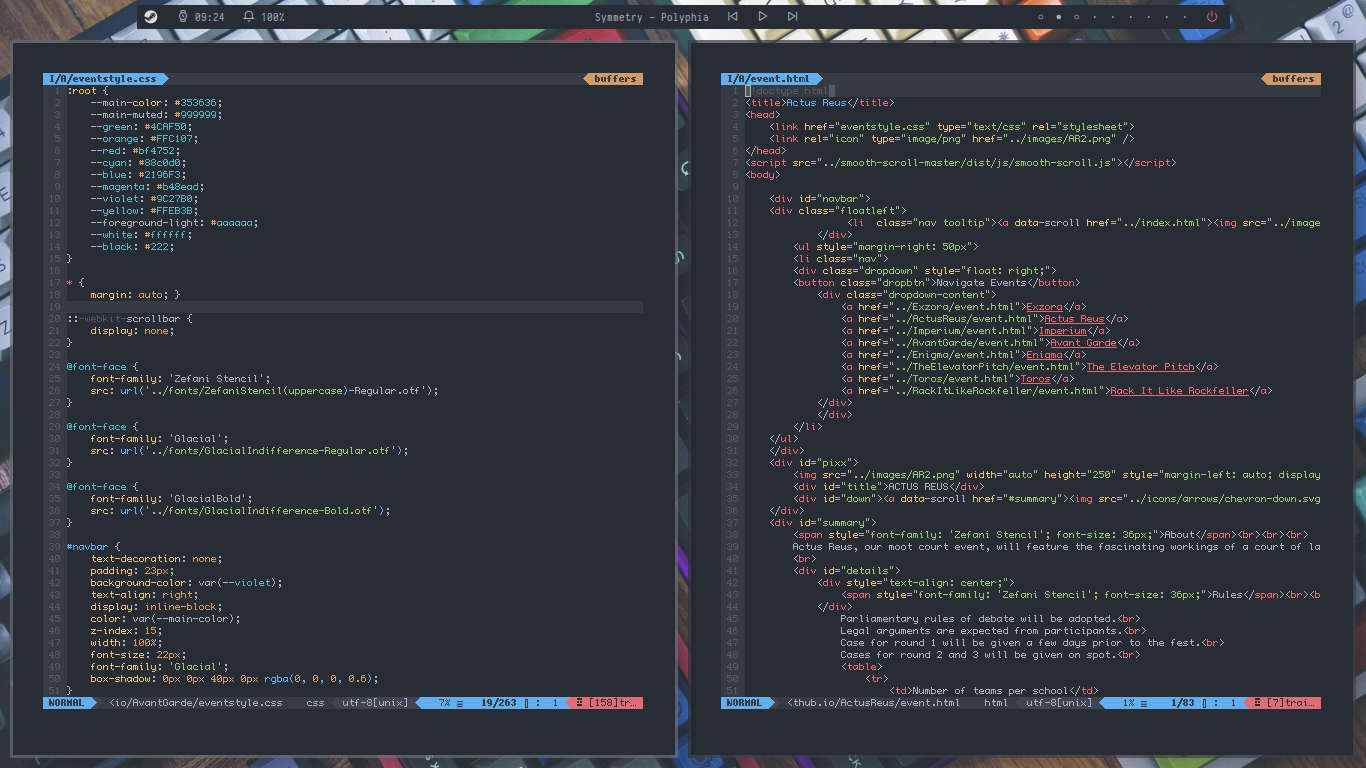 09:24 100% Symmetry - Polyphia
I/A/eventstyle.css buffers
1 :root {
2 --main-color: #353636;
3 --main-muted: #999999;
4 --green: #4CAF50;
5 --orange: #FFC107;
6 --red: #bf4752;
7 --cyan: #88c0d0;
8 --blue: #2196F3;
9 --magenta: #b48ead;
10 --violet: #9C27B0;
11 --yellow: #FFEB3B;
12 --foreground-light: #aaaaaa;
13 --white: #ffffff;
14 --black: #222;
15 }
16
17 * {
18 margin: auto; }
19
20 ::-webkit-scrollbar {
21 display: none;
22 }
23
24 @font-face {
25 font-family: 'Zefani Stencil';
26 src: url('../fonts/ZefaniStencil(uppercase)-Regular.otf');
27 }
28
29 @font-face {
30 font-family: 'Glacial';
31 src: url('../fonts/GlacialIndifference-Regular.otf');
32 }
33
34 @font-face {
35 font-family: 'GlacialBold';
36 src: url('../fonts/GlacialIndifference-Bold.otf');
37 }
38
39 #navbar {
40 text-decoration: none;
41 padding: 23px;
42 background-color: var(--violet);
43 text-align: right;
44 display: inline-block;
45 color: var(--main-color);
46 z-index: 15;
47 width: 100%;
48 font-size: 22px;
49 font-family: 'Glacial';
50 box-shadow: 0px 0px 40px 0px rgba(0, 0, 0, 0.6);
51 }
NORMAL <io/AvantGarde/eventstyle.css css utf-8[unix] 7% ≡ 19/263 : 1 [158]tr…
I/A/event.html buffers
1 <!doctype html>
2 <title>Actus Reus</title>
3 <head>
4 <link href="eventstyle.css" type="text/css" rel="stylesheet">
5 <link rel="icon" type="image/png" href="../images/AR2.png" />
6 </head>
7 <script src="../smooth-scroll-master/dist/js/smooth-scroll.js"></script>
8 <body>
9
10 <div id="navbar">
11 <div class="floatleft">
12 <li class="nav tooltip"><a data-scroll href="../index.html"><img src="../image
13 </div>
14 <ul style="margin-right: 50px">
15 <li class="nav">
16 <div class="dropdown" style="float: right;">
17 <button class="dropbtn">Navigate Events</button>
18 <div class="dropdown-content">
19 <a href="../Exzora/event.html">Exzora</a>
20 <a href="../ActusReus/event.html">Actus Reus</a>
21 <a href="../Imperium/event.html">Imperium</a>
22 <a href="../AvantGarde/event.html">Avant Garde</a>
23 <a href="../Enigma/event.html">Enigma</a>
24 <a href="../TheElevatorPitch/event.html">The Elevator Pitch</a>
25 <a href="../Toros/event.html">Toros</a>
26 <a href="../RackItLikeRockfeller/event.html">Rack It Like Rockfeller</a>
27 </div>
28 </div>
29 </li>
30 </ul>
31 </div>
32 <div id="pixx">
33 <img src="../images/AR2.png" width="auto" height="250" style="margin-left: auto; display
34 <div id="title">ACTUS REUS</div>
35 <div id="down"><a data-scroll href="#summary"><img src="../icons/arrows/chevron-down.svg
36 </div>
37 <div id="summary">
38 <span style="font-family: 'Zefani Stencil'; font-size: 36px;">About</span><br><br><br>
39 Actus Reus, our moot court event, will feature the fascinating workings of a court of la
40 <br>
41 <div id="details">
42 <div style="text-align: center;">
43 <span style="font-family: 'Zefani Stencil'; font-size: 36px;">Rules</span><br><b
44 </div>
45 Parliamentary rules of debate will be adopted.<br>
46 Legal arguments are expected from participants.<br>
47 Case for round 1 will be given a few days prior to the fest.<br>
48 Cases for round 2 and 3 will be given on spot.<br>
49 <table>
50 <tr>
51 <td>Number of teams per school</td>
NORMAL <thub.io/ActusReus/event.html html utf-8[unix] 1% ≡ 1/83 : 1 [7]trai…